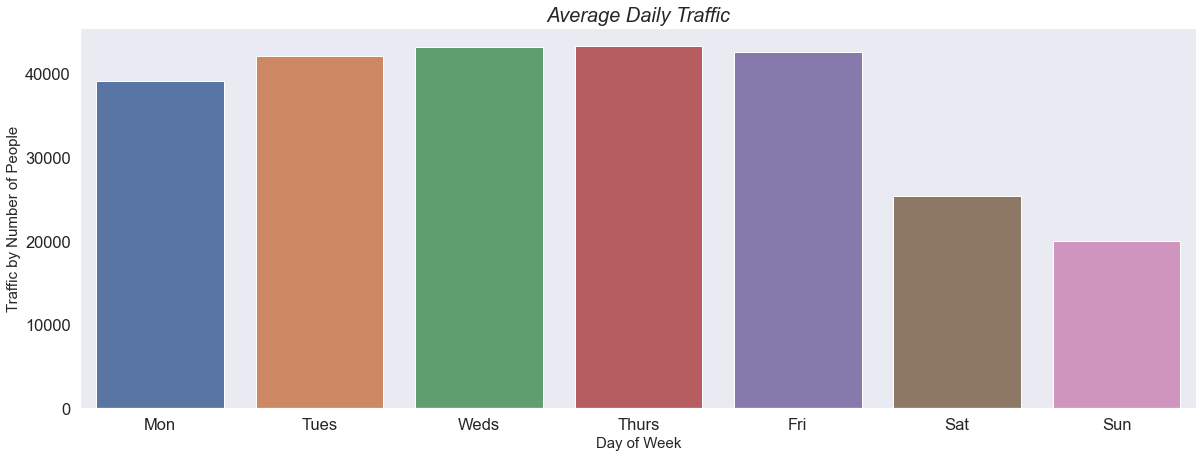 Average Daily Traffic
Traffic by Number of People
40000
30000
20000
10000
0
Mon Tues Weds Thurs Fri Sat Sun
Day of Week